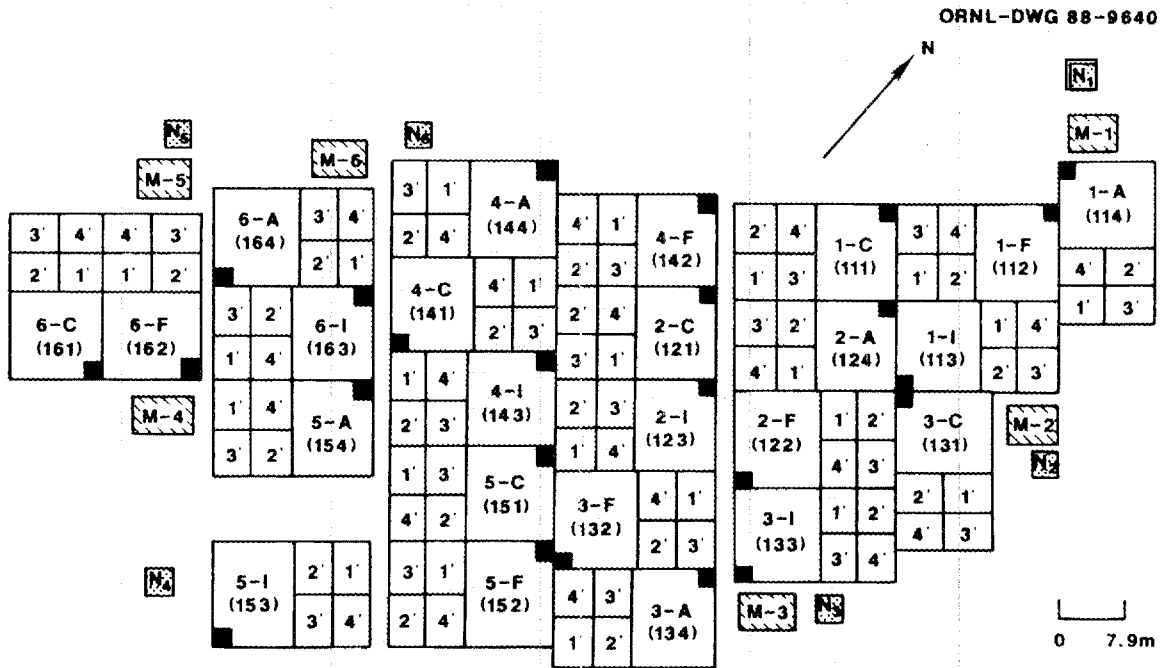 ORNL-DWG 88-9640
N
N₁
M-1
N₅
N₆
M-5
M-6
3' 1' 4-A
(144)
2' 4'
1-A
(114)
4' 2'
1' 3'
6-A
(164)
3' 4'
2' 1'
4' 1' 4-F
(142)
2' 3'
2' 4' 1-C
(111)
1' 3'
3' 4' 1-F
(112)
1' 2'
3' 4' 4' 3'
2' 1' 1' 2'
6-C 6-F
(161) (162)
4-C
(141)
4' 1'
2' 3'
3' 2' 6-I
(163)
1' 4'
2' 4' 2-C
(121)
3' 1'
3' 2' 2-A
(124)
4' 1'
1-I
(113)
1' 4'
2' 3'
M-4
1' 4' 5-A
(154)
3' 2'
1' 4' 4-I
(143)
2' 3'
2' 3' 2-I
(123)
1' 4'
2-F
(122)
1' 2'
4' 3'
3-C
(131)
2' 1'
4' 3'
M-2
N₂
1' 3' 5-C
(151)
4' 2'
3-F
(132)
4' 1'
2' 3'
3-I
(133)
1' 2'
3' 4'
N₄
5-I
(153)
2' 1'
3' 4'
3' 1' 5-F
(152)
2' 4'
4' 3' 3-A
(134)
1' 2'
M-3
N₃
0 7.9m